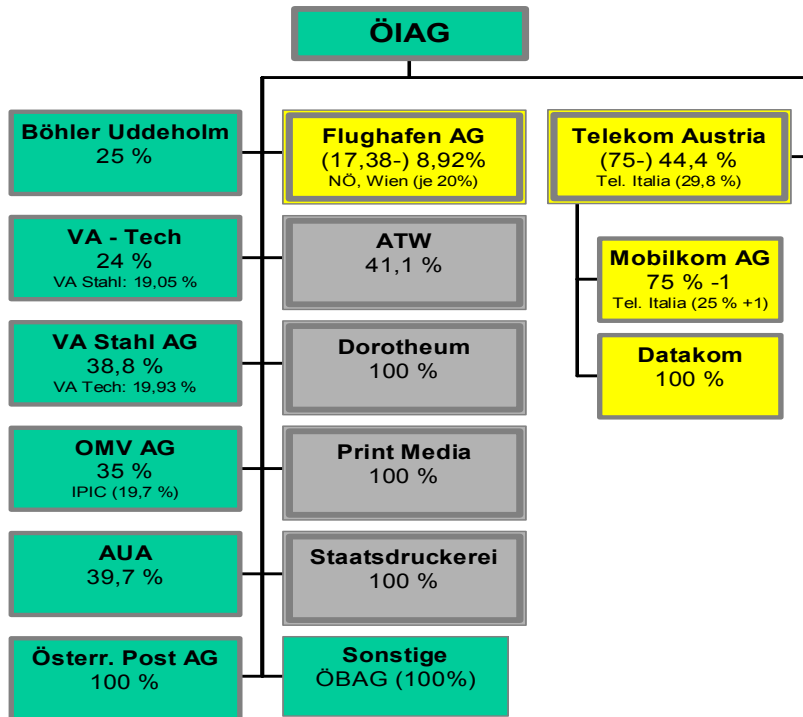 ÖIAG
Böhler Uddeholm
25 %
VA - Tech
24 %
VA Stahl: 19,05 %
VA Stahl AG
38,8 %
VA Tech: 19,93 %
OMV AG
35 %
IPIC (19,7 %)
AUA
39,7 %
Österr. Post AG
100 %
Flughafen AG
(17,38-) 8,92%
NÖ, Wien (je 20%)
ATW
41,1 %
Dorotheum
100 %
Print Media
100 %
Staatsdruckerei
100 %
Sonstige
ÖBAG (100%)
Telekom Austria
(75-) 44,4 %
Tel. Italia (29,8 %)
Mobilkom AG
75 % -1
Tel. Italia (25 % +1)
Datakom
100 %